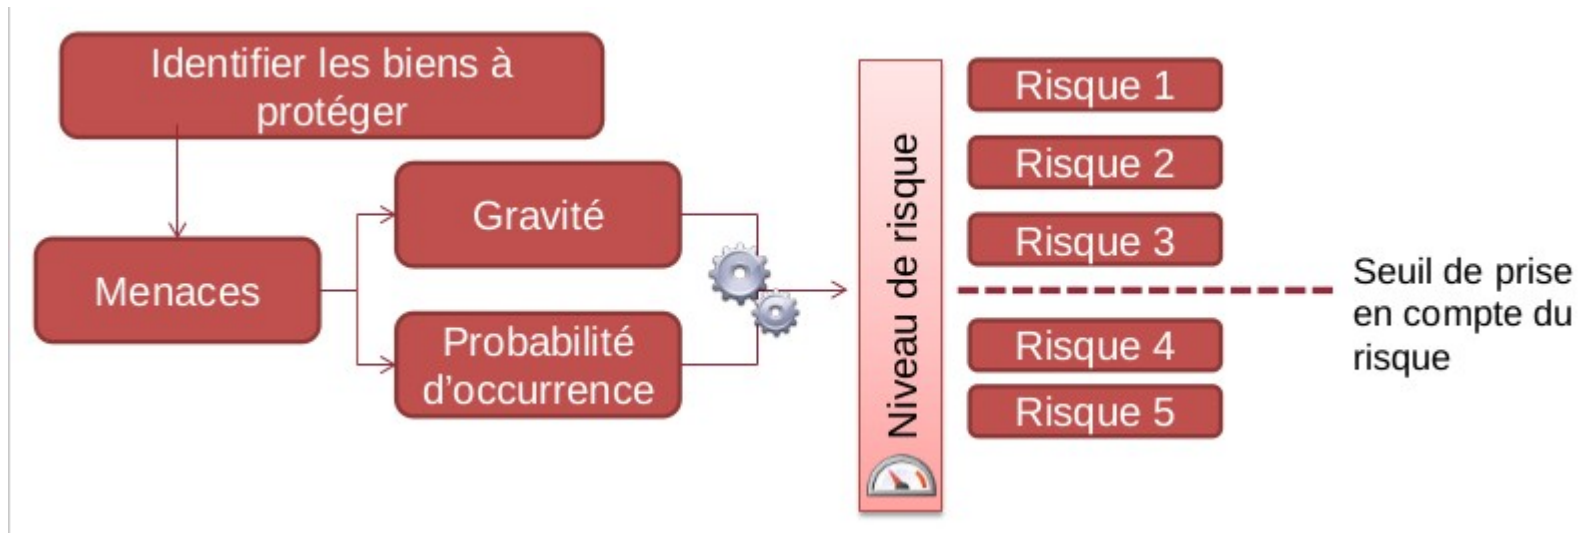 Identifier les biens à
protéger
Menaces
Gravité
Probabilité
d’occurrence
Niveau de risque
Risque 1
Risque 2
Risque 3
Seuil de prise
en compte du
risque
Risque 4
Risque 5